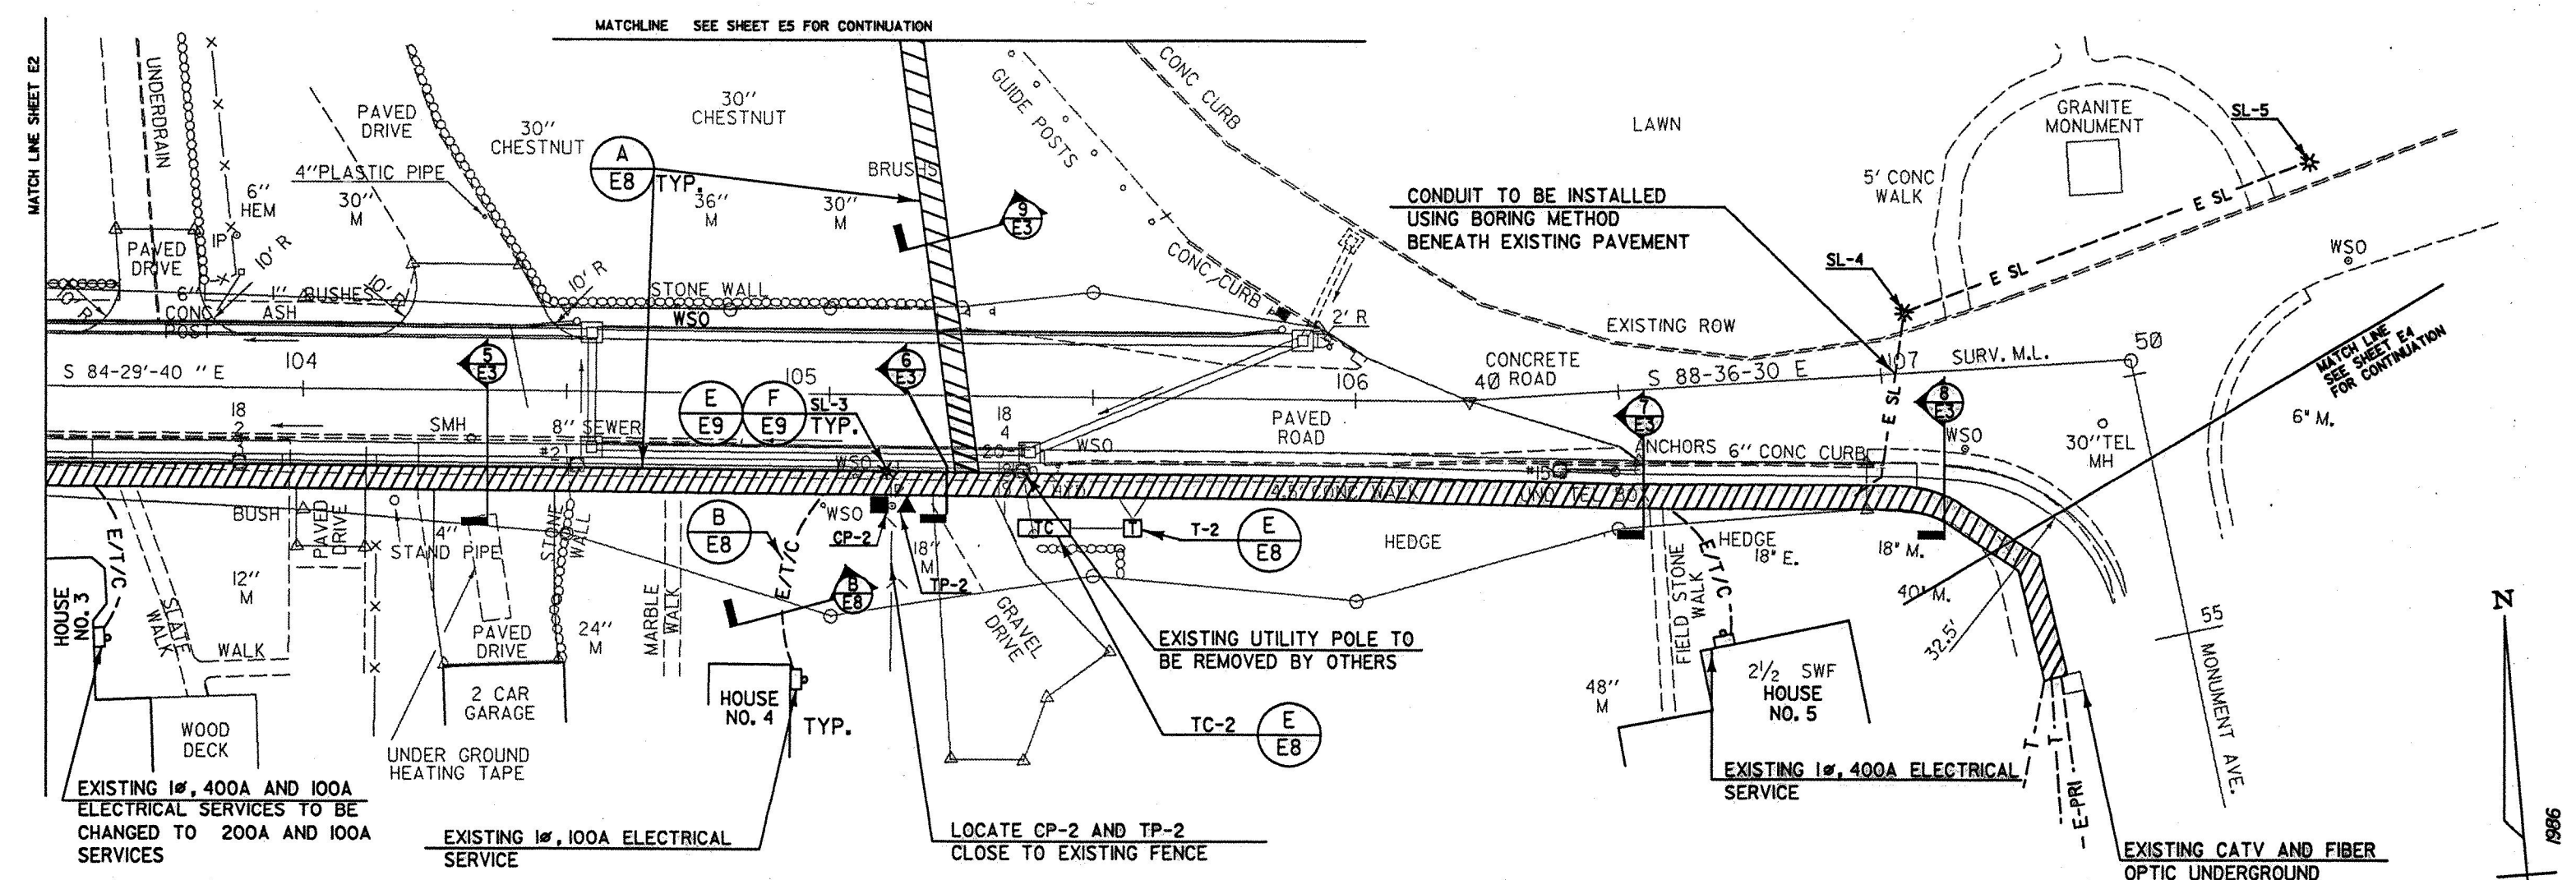 MATCHLINE SEE SHEET E5 FOR CONTINUATION
MATCH LINE SHEET E2
UNDERDRAIN
PAVED
DRIVE
30" CHESTNUT
30" CHESTNUT
GUIDE POSTS
CONC CURB
LAWN
GRANITE
MONUMENT
SL-5
4" PLASTIC PIPE
6"
HEM
30"
M
A
E8
TYP.
36"
M
30"
M
BRUSHS
9
E3
CONDUIT TO BE INSTALLED
USING BORING METHOD
BENEATH EXISTING PAVEMENT
5' CONC
WALK
E SL
WSO
PAVED
DRIVE
IP
10' R
10' R
10' R
10' R
CONC CURB
SL-4
E SL
6"
CONC
POST
1"
ASH
BUSHES
STONE WALL
WSO
2' R
EXISTING ROW
MATCH LINE
SEE SHEET E4
FOR CONTINUATION
S 84-29'-40 " E
104
5
E3
105
6
E3
106
40
CONCRETE
ROAD
S 88-36-30 E
107
SURV. M.L.
50
18
2
SMH
8" SEWER
#2
E
E9
F
E9
SL-3
TYP.
18
4
20
WSO
PAVED
ROAD
7
E3
E SL
8
E3
WSO
30" TEL
MH
6" M.
WSO
ANCHORS 6" CONC CURB
#15
HYD
4.5' CONC WALK
UND TEL BOX
BUSH
PAVED
DRIVE
STAND PIPE
4"
STONE
WALL
B
E8
WSO
CP-2
18"
M
TP-2
TC
T
T-2
E
E8
HEDGE
HEDGE
18" E.
18" M.
40" M.
32.5'
E/T/C
HOUSE
NO. 3
12"
M
SLATE
WALK
WALK
PAVED
DRIVE
24"
M
MARBLE
WALK
E/T/C
B
E8
GRAVEL
DRIVE
EXISTING UTILITY POLE TO
BE REMOVED BY OTHERS
FIELD STONE
WALK
E/T/C
2½ SWF
HOUSE
NO. 5
48"
M
55
MONUMENT AVE.
N
WOOD
DECK
2 CAR
GARAGE
HOUSE
NO. 4
TYP.
TC-2
E
E8
UNDER GROUND
HEATING TAPE
EXISTING 1ø, 400A AND 100A
ELECTRICAL SERVICES TO BE
CHANGED TO 200A AND 100A
SERVICES
EXISTING 1ø, 100A ELECTRICAL
SERVICE
LOCATE CP-2 AND TP-2
CLOSE TO EXISTING FENCE
EXISTING 1ø, 400A ELECTRICAL
SERVICE
T
T
E-PRI
EXISTING CATV AND FIBER
OPTIC UNDERGROUND
1986